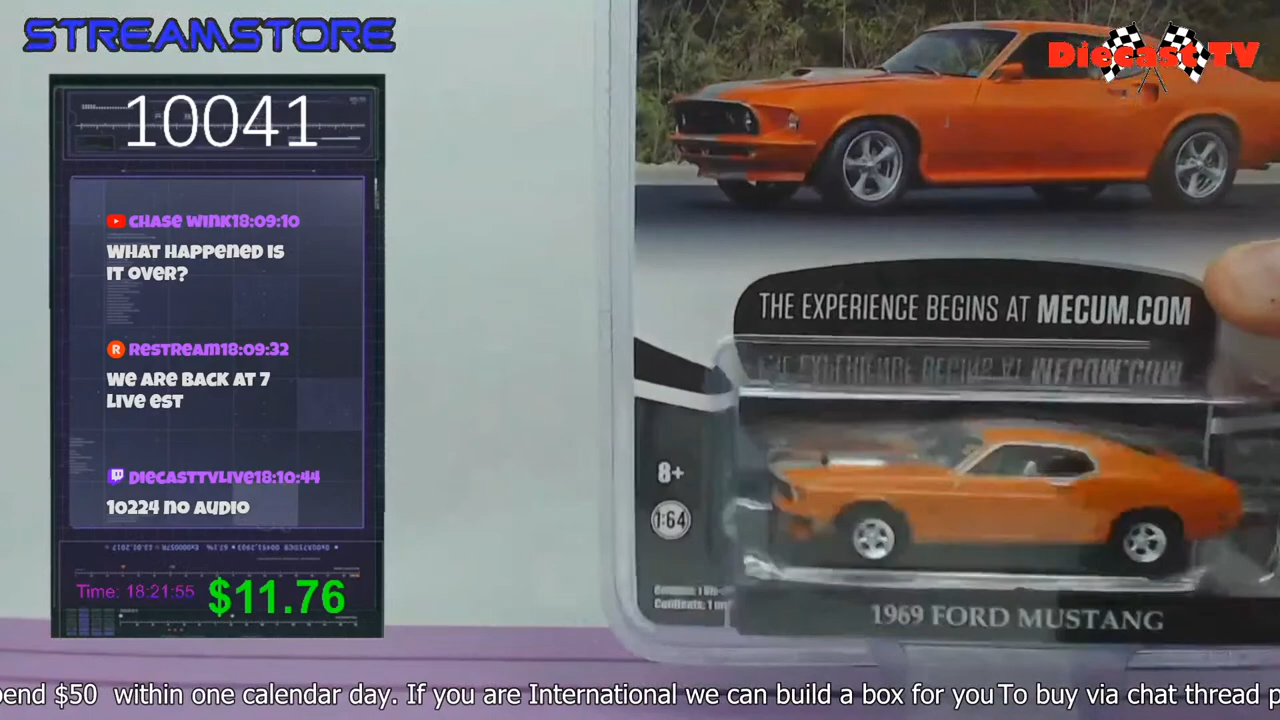 STREAMSTORE
Diecast TV
10041
CHASE WINK18:09:10
WHAT HAPPENED IS
IT OVER?
RESTREAM18:09:32
WE ARE BACK AT 7
LIVE EST
DIECASTTVLIVE18:10:44
10224 NO AUDIO
Time: 18:21:55
$11.76
THE EXPERIENCE BEGINS AT MECUM.COM
8+
1:64
1969 FORD MUSTANG
$50 within one calendar day. If you are International we can build a box for you To buy via chat thread